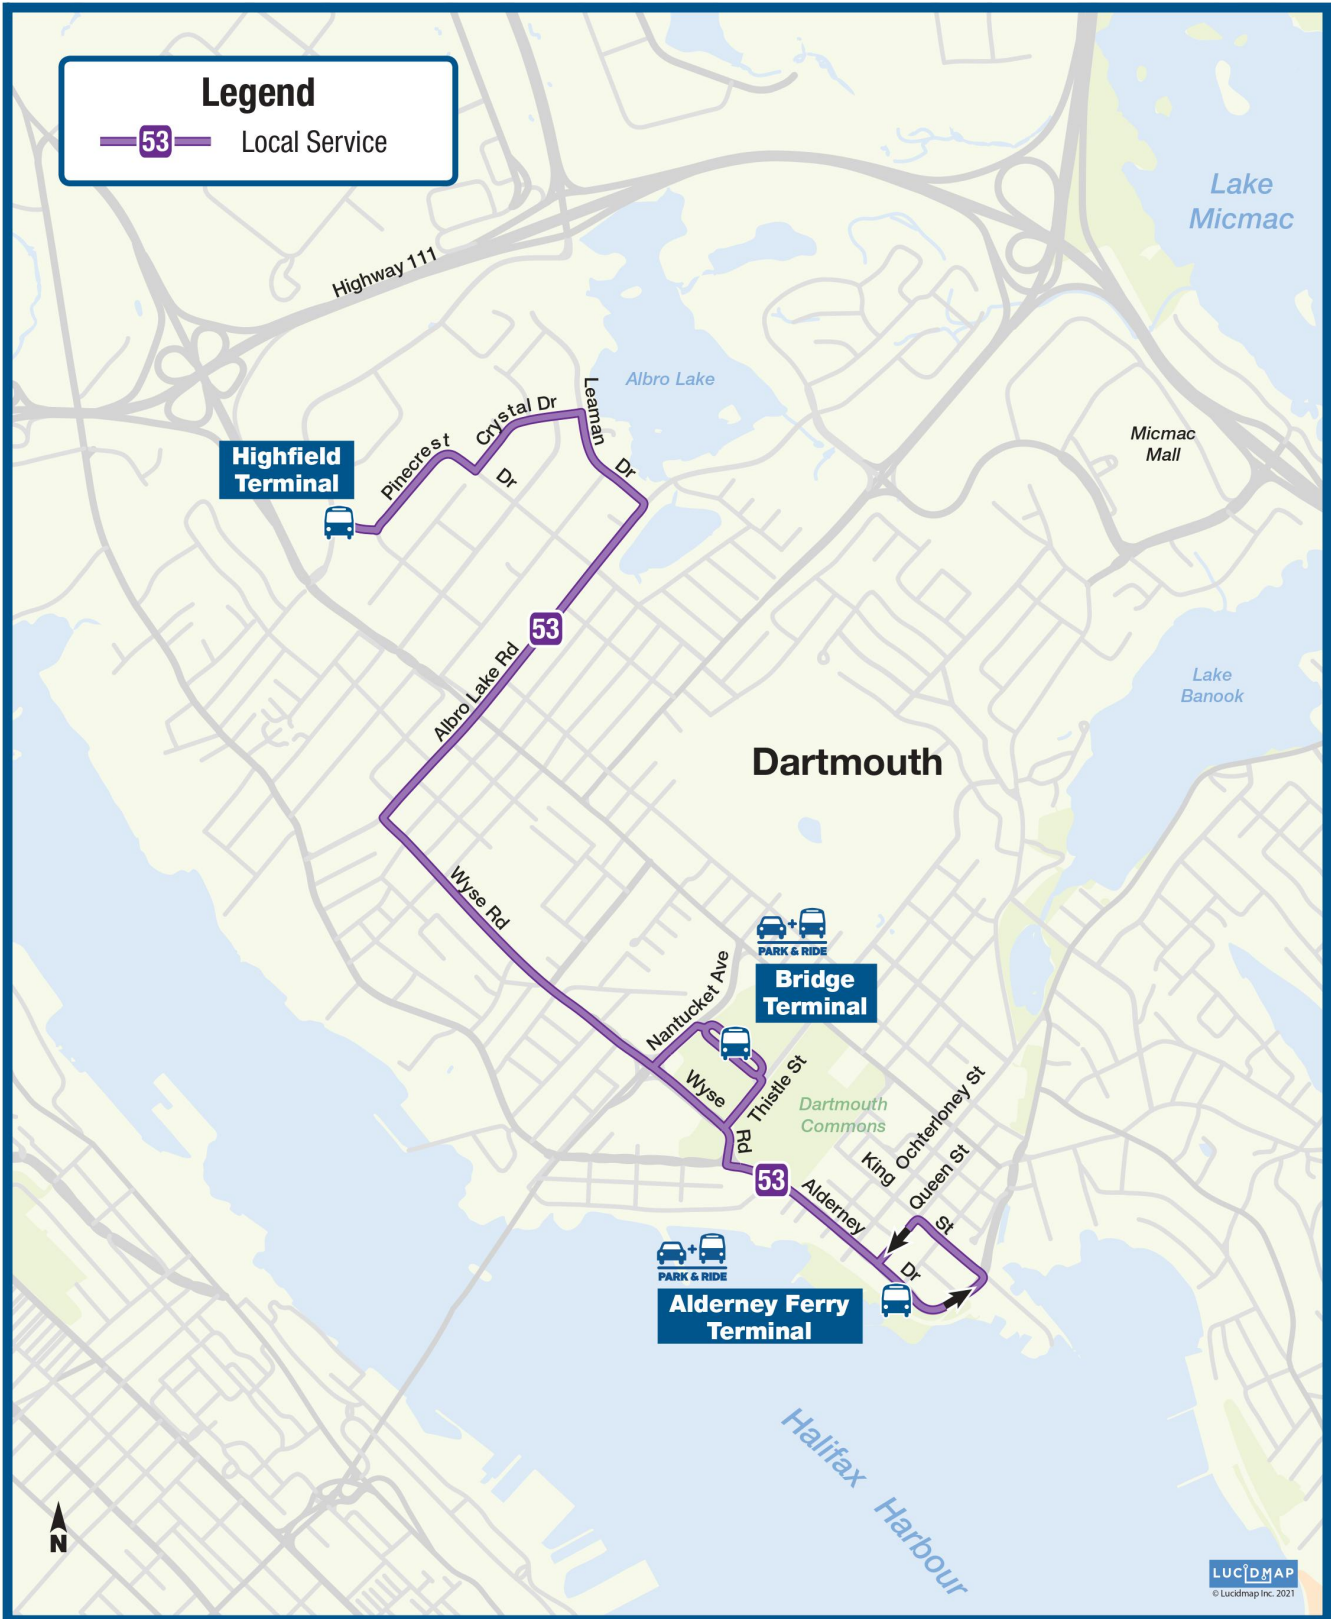 Legend
53 Local Service
Lake
Micmac
Highway 111
Albro Lake
Leaman
Dr
Crystal Dr
Pinecrest
Dr
Highfield
Terminal
Micmac
Mall
53
Albro Lake Rd
Lake
Banook
Dartmouth
Wyse Rd
PARK & RIDE
Bridge
Terminal
Nantucket Ave
Wyse
Rd
Thistle St
Dartmouth
Commons
Ochterloney St
King
St
Queen St
53
Alderney
Dr
PARK & RIDE
Alderney Ferry
Terminal
Halifax Harbour
N
LUCIDMAP
© Lucidmap Inc. 2021